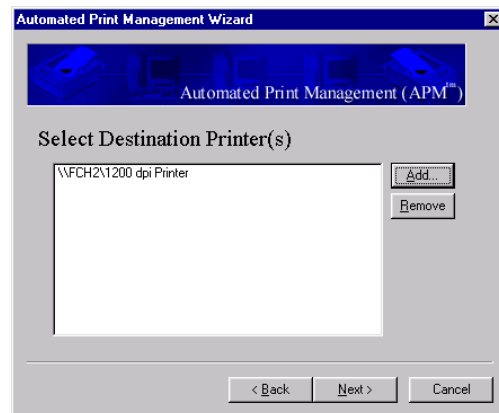 Automated Print Management Wizard
Automated Print Management (APM™)
Select Destination Printer(s)
\\FCH2\1200 dpi Printer
Add...
Remove
< Back
Next >
Cancel